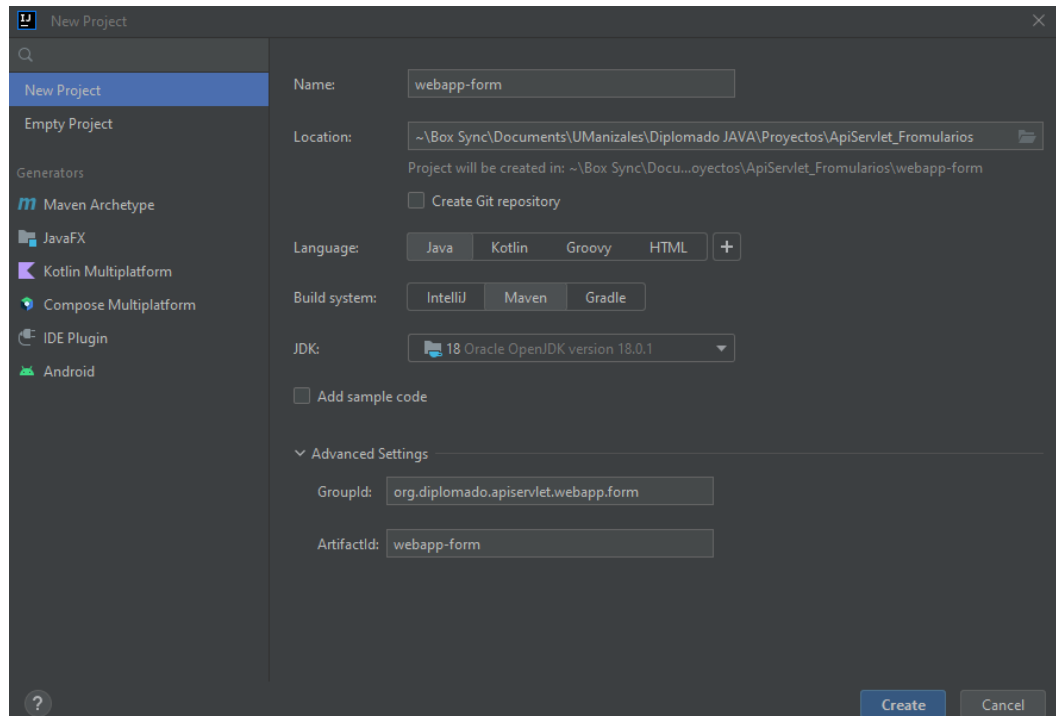 New Project
New Project
Empty Project
Generators
Maven Archetype
JavaFX
Kotlin Multiplatform
Compose Multiplatform
IDE Plugin
Android
Name: webapp-form
Location: ~\Box Sync\Documents\UManizales\Diplomado JAVA\Proyectos\ApiServlet_Fromularios
Project will be created in: ~\Box Sync\Docu...oyectos\ApiServlet_Fromularios\webapp-form
Create Git repository
Language: Java Kotlin Groovy HTML +
Build system: IntelliJ Maven Gradle
JDK: 18 Oracle OpenJDK version 18.0.1
Add sample code
Advanced Settings
GroupId: org.diplomado.apiservlet.webapp.form
ArtifactId: webapp-form
? Create Cancel